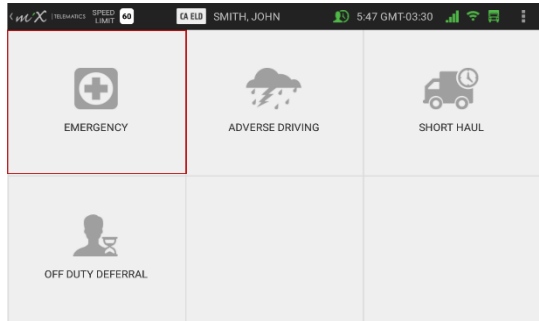 MiX TELEMATICS SPEED LIMIT 60 CA ELD SMITH, JOHN 5:47 GMT-03:30
EMERGENCY ADVERSE DRIVING SHORT HAUL
OFF DUTY DEFERRAL